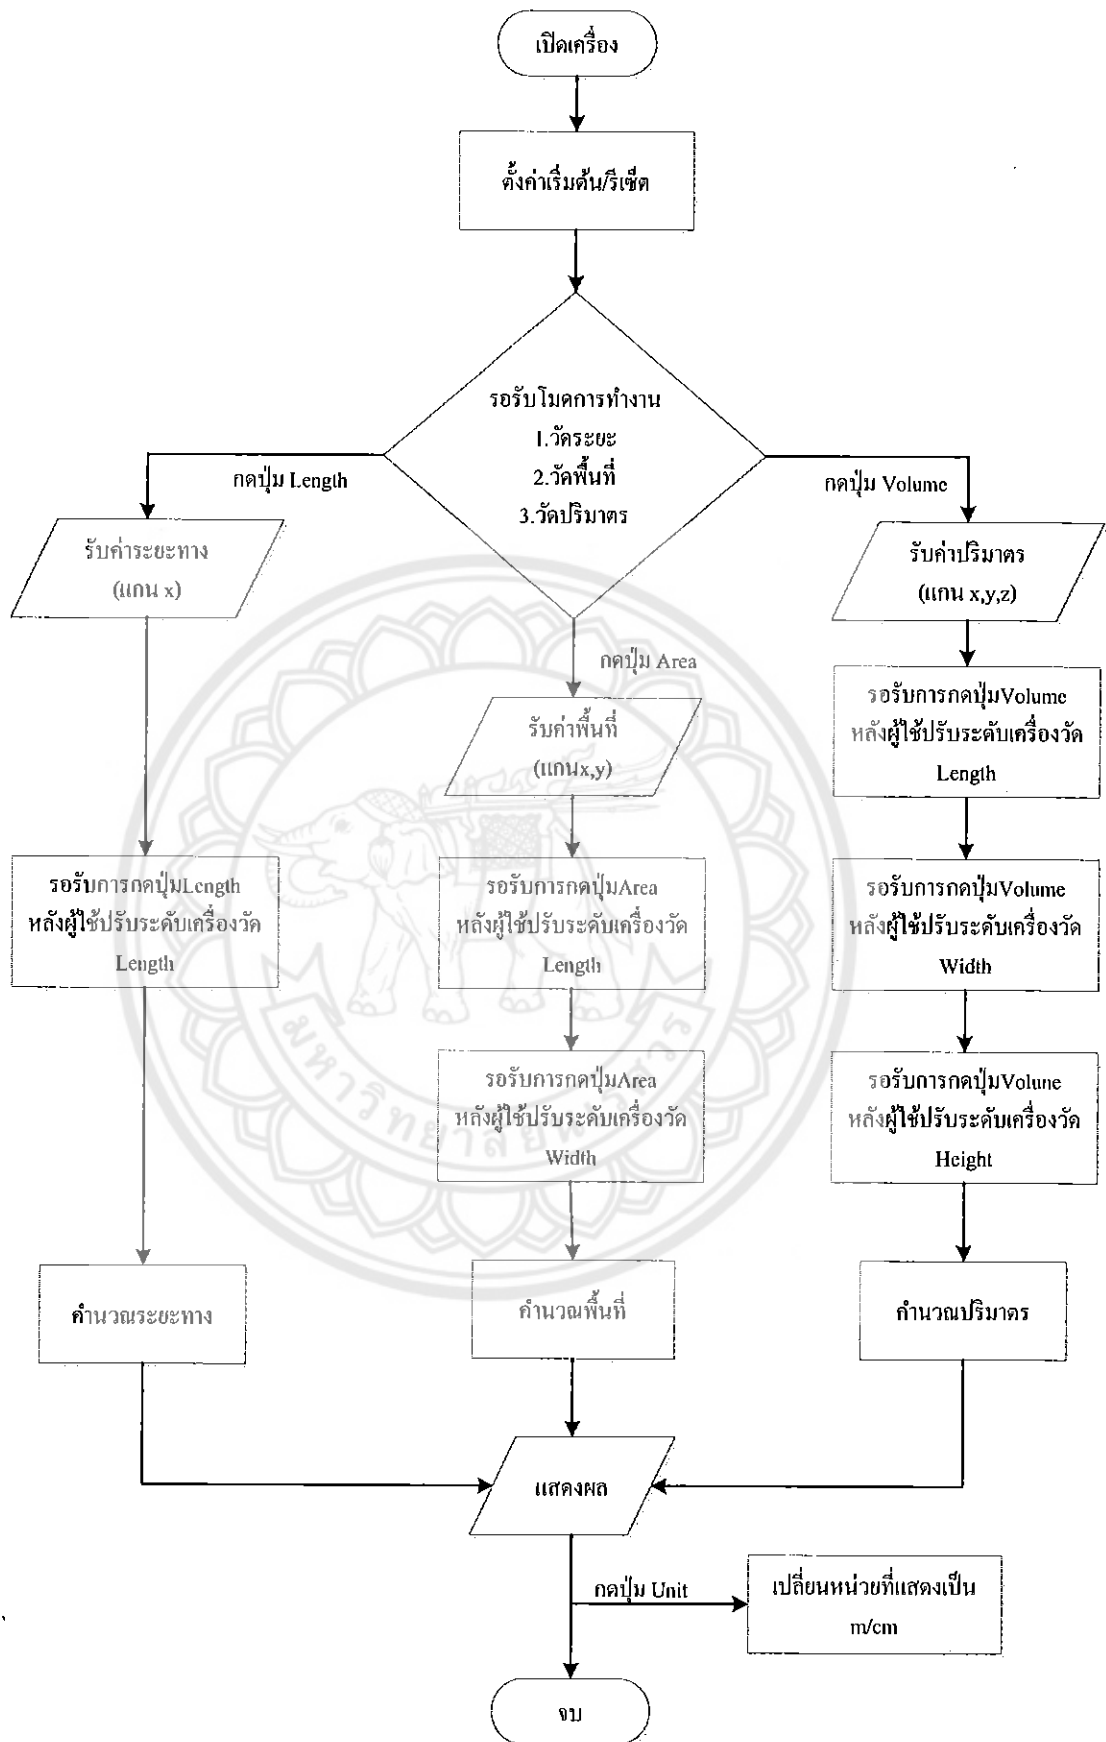 เปิดเครื่อง
ตั้งค่าเริ่มต้น/รีเซ็ต
รอรับโมดการทำงาน
1.วัดระยะ
2.วัดพื้นที่
3.วัดปริมาตร
กดปุ่ม Length
กดปุ่ม Volume
กดปุ่ม Area
รับค่าระยะทาง
(แกน x)
รอรับการกดปุ่มLength
หลังผู้ใช้ปรับระดับเครื่องวัด
Length
คำนวณระยะทาง
รับค่าพื้นที่
(แกนx,y)
รอรับการกดปุ่มArea
หลังผู้ใช้ปรับระดับเครื่องวัด
Length
รอรับการกดปุ่มArea
หลังผู้ใช้ปรับระดับเครื่องวัด
Width
คำนวณพื้นที่
รับค่าปริมาตร
(แกน x,y,z)
รอรับการกดปุ่มVolume
หลังผู้ใช้ปรับระดับเครื่องวัด
Length
รอรับการกดปุ่มVolume
หลังผู้ใช้ปรับระดับเครื่องวัด
Width
รอรับการกดปุ่มVolune
หลังผู้ใช้ปรับระดับเครื่องวัด
Height
คำนวณปริมาตร
แสดงผล
กดปุ่ม Unit
เปลี่ยนหน่วยที่แสดงเป็น
m/cm
จบ
มหาวิทยาลัยนเรศวร